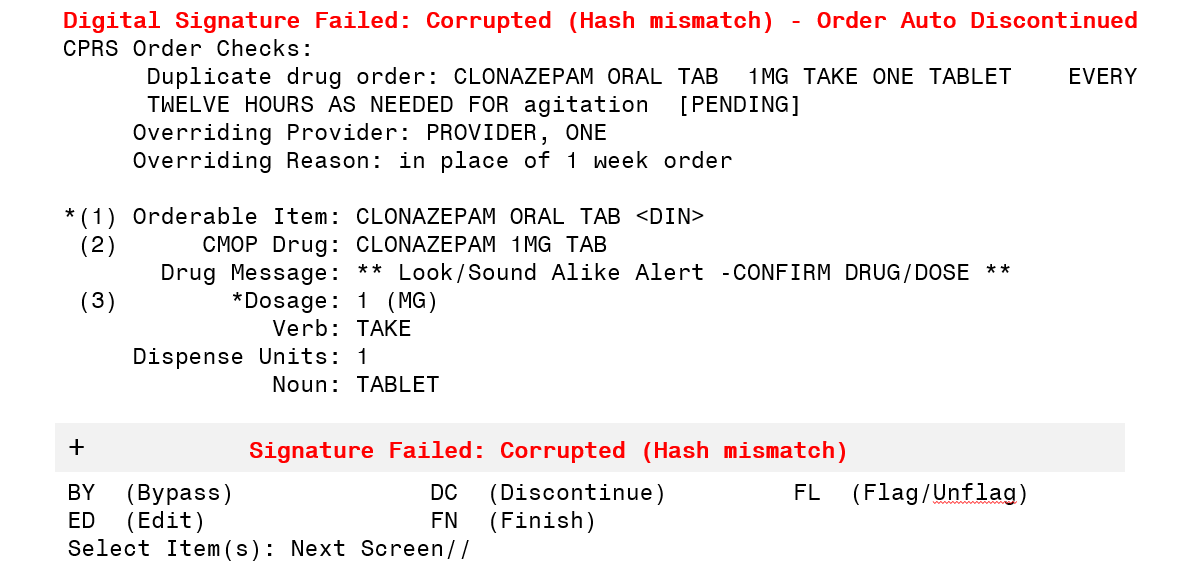 Digital Signature Failed: Corrupted (Hash mismatch) - Order Auto Discontinued
CPRS Order Checks:
Duplicate drug order: CLONAZEPAM ORAL TAB 1MG TAKE ONE TABLET EVERY
TWELVE HOURS AS NEEDED FOR agitation [PENDING]
Overriding Provider: PROVIDER, ONE
Overriding Reason: in place of 1 week order
*(1) Orderable Item: CLONAZEPAM ORAL TAB <DIN>
(2) CMOP Drug: CLONAZEPAM 1MG TAB
Drug Message: ** Look/Sound Alike Alert -CONFIRM DRUG/DOSE **
(3) *Dosage: 1 (MG)
Verb: TAKE
Dispense Units: 1
Noun: TABLET
+ Signature Failed: Corrupted (Hash mismatch)
BY (Bypass) DC (Discontinue) FL (Flag/Unflag)
ED (Edit) FN (Finish)
Select Item(s): Next Screen//